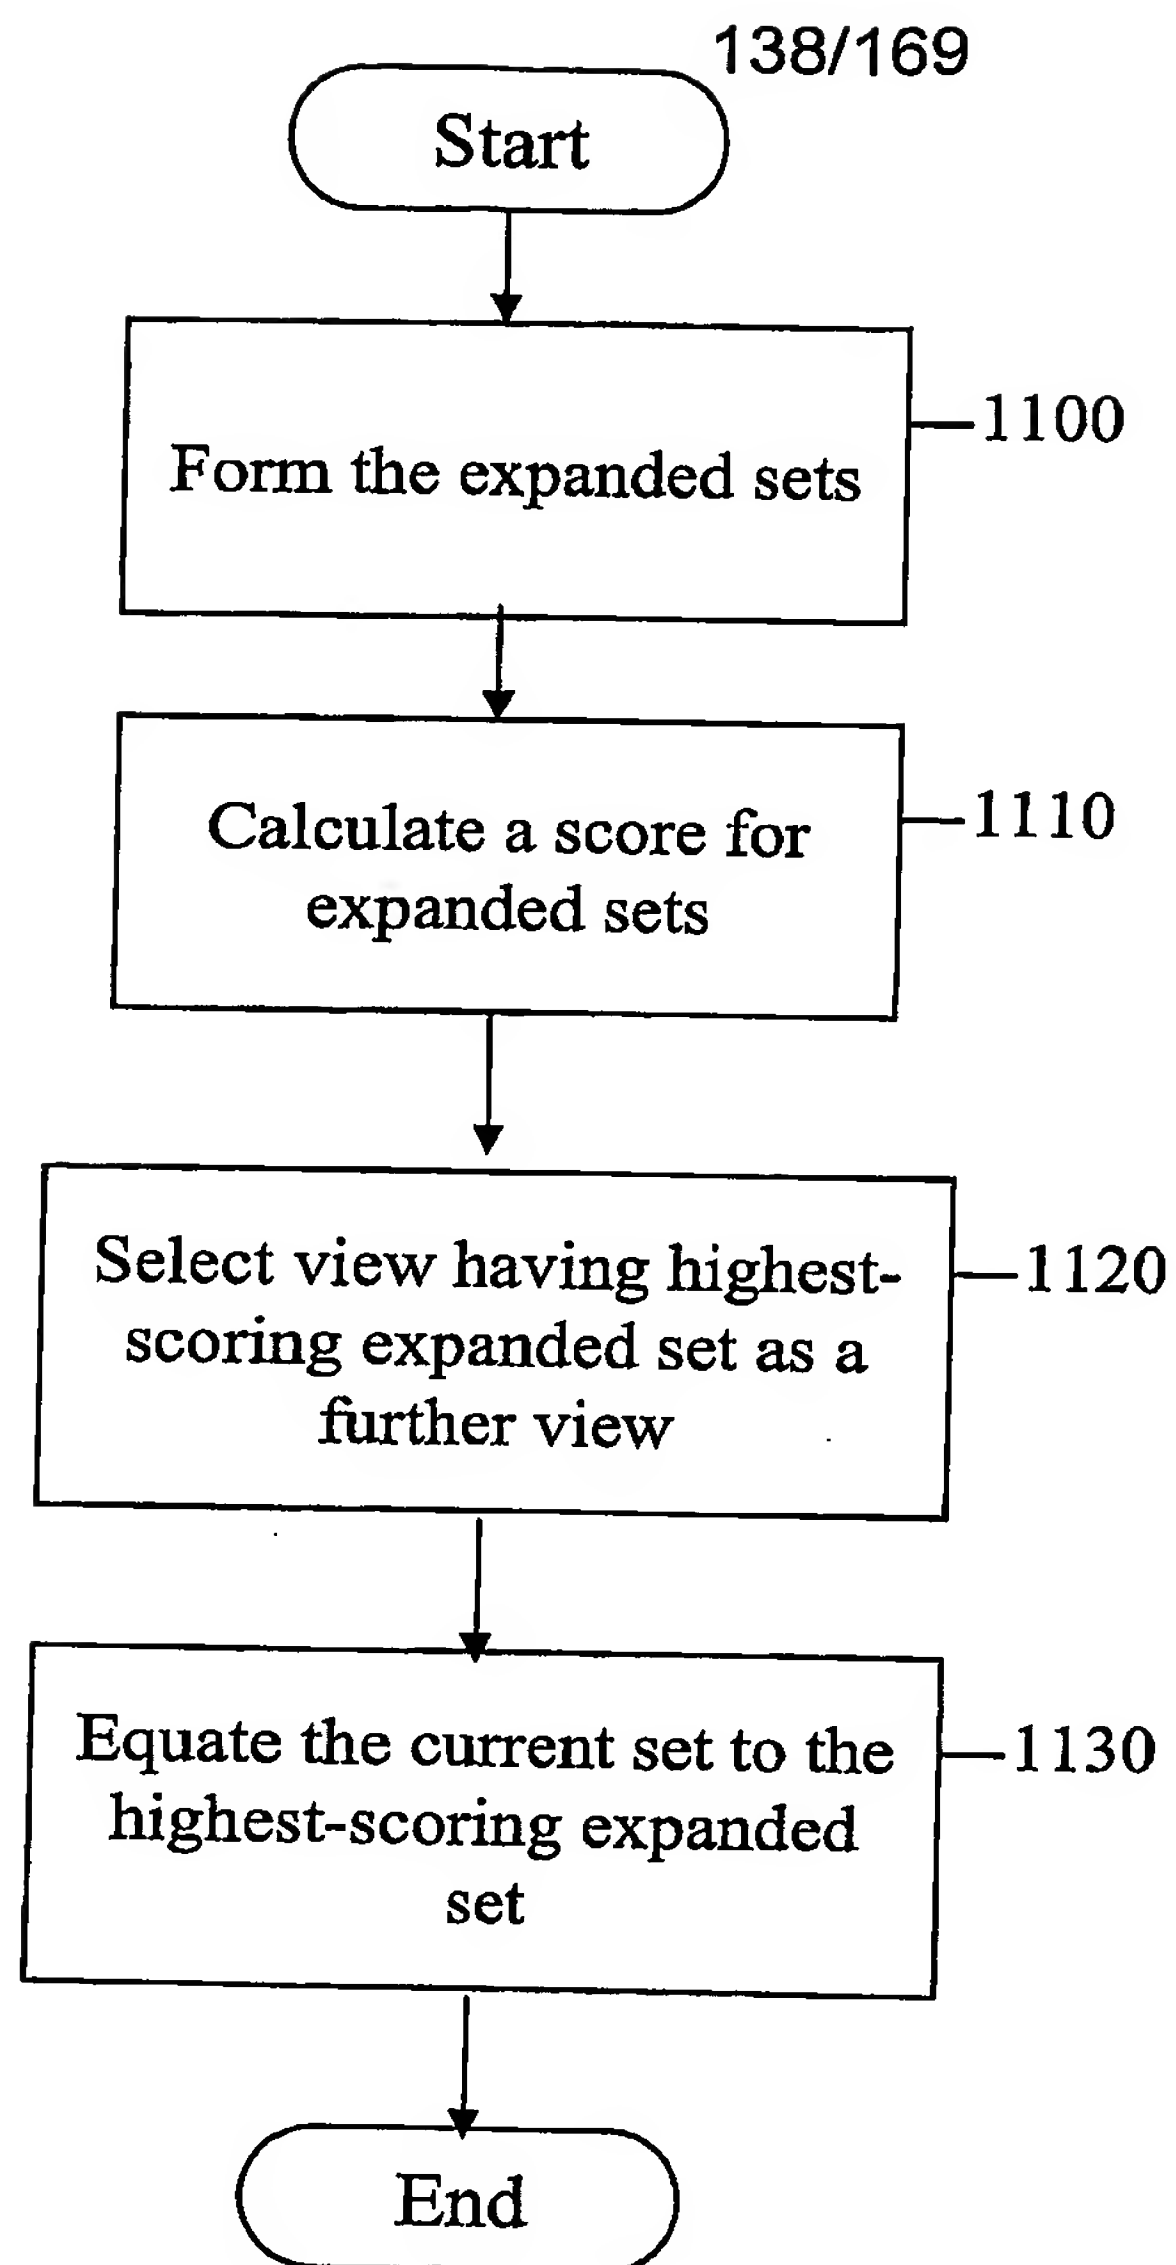 138/169
Start
Form the expanded sets
1100
Calculate a score for
expanded sets
1110
Select view having highest-
scoring expanded set as a
further view
1120
Equate the current set to the
highest-scoring expanded
set
1130
End